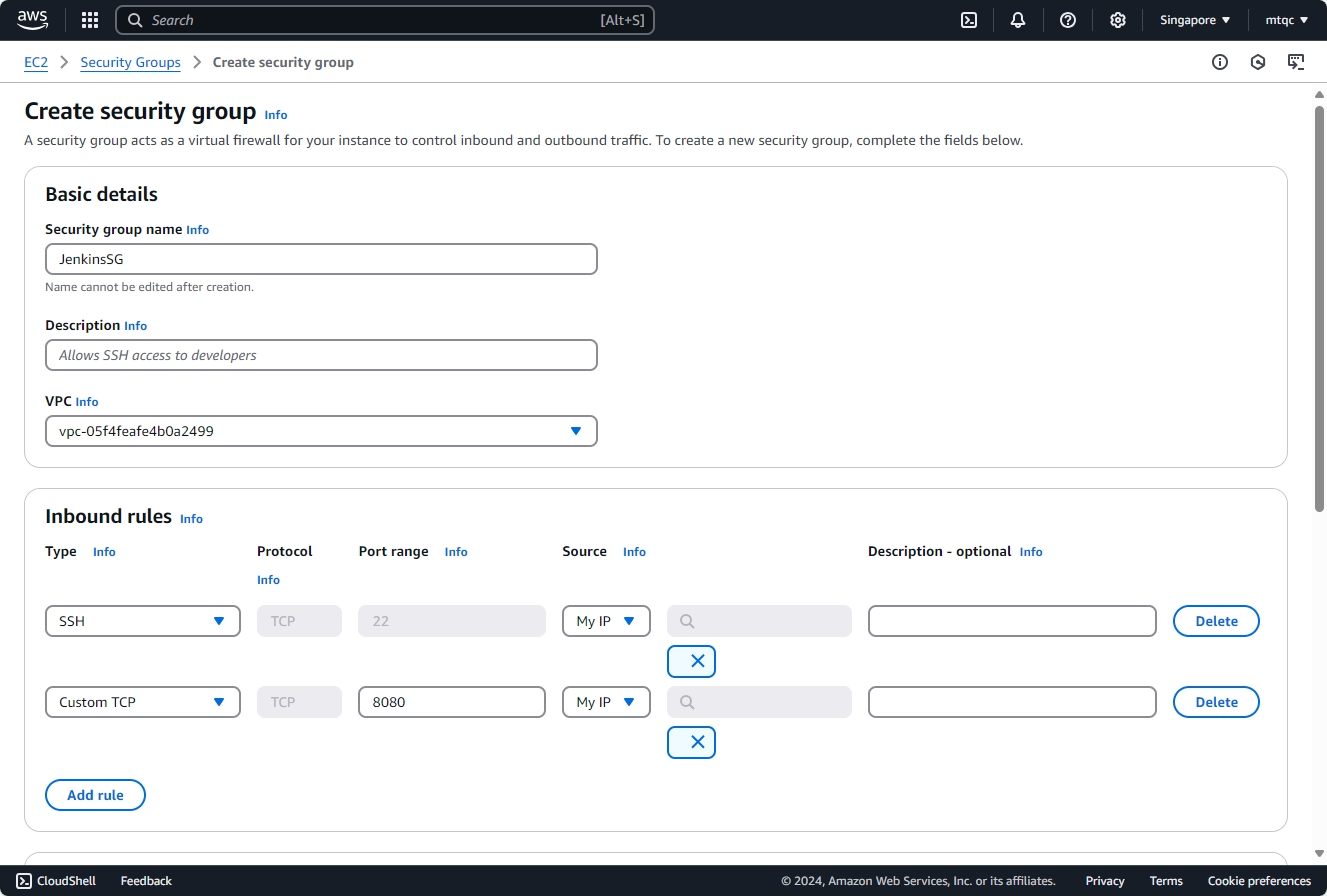 aws Search [Alt+S] Singapore mtqc
EC2 Security Groups Create security group
Create security group Info
A security group acts as a virtual firewall for your instance to control inbound and outbound traffic. To create a new security group, complete the fields below.
Basic details
Security group name Info
JenkinsSG
Name cannot be edited after creation.
Description Info
Allows SSH access to developers
VPC Info
vpc-05f4feafe4b0a2499
Inbound rules Info
Type Info Protocol Port range Info Source Info Description - optional Info
Info
SSH TCP 22 My IP Delete
Custom TCP TCP 8080 My IP Delete
Add rule
CloudShell Feedback © 2024, Amazon Web Services, Inc. or its affiliates. Privacy Terms Cookie preferences